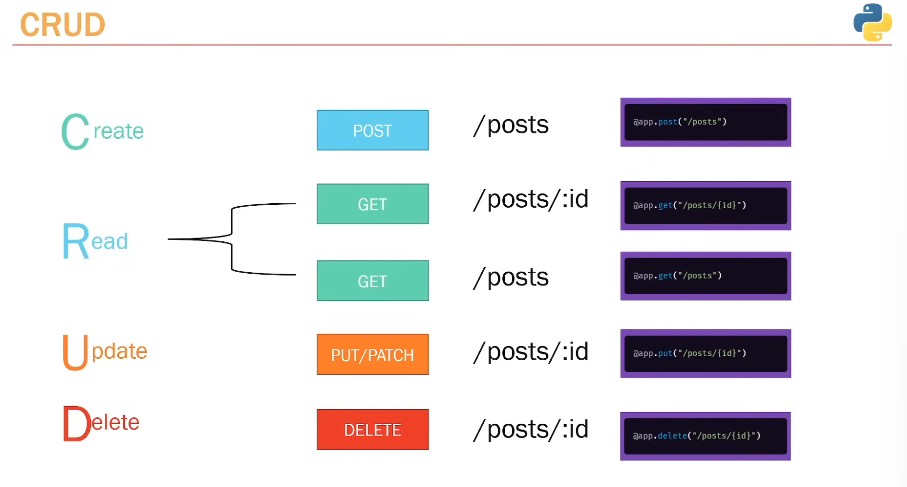 CRUD
Create POST /posts @app.post("/posts")
GET /posts/:id @app.get("/posts/{id}")
Read
GET /posts @app.get("/posts")
Update PUT/PATCH /posts/:id @app.put("/posts/{id}")
Delete DELETE /posts/:id @app.delete("/posts/{id}")